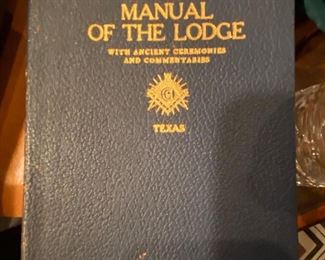 MANUAL
OF THE LODGE
WITH ANCIENT CEREMONIES
AND COMMENTARIES
G
TEXAS